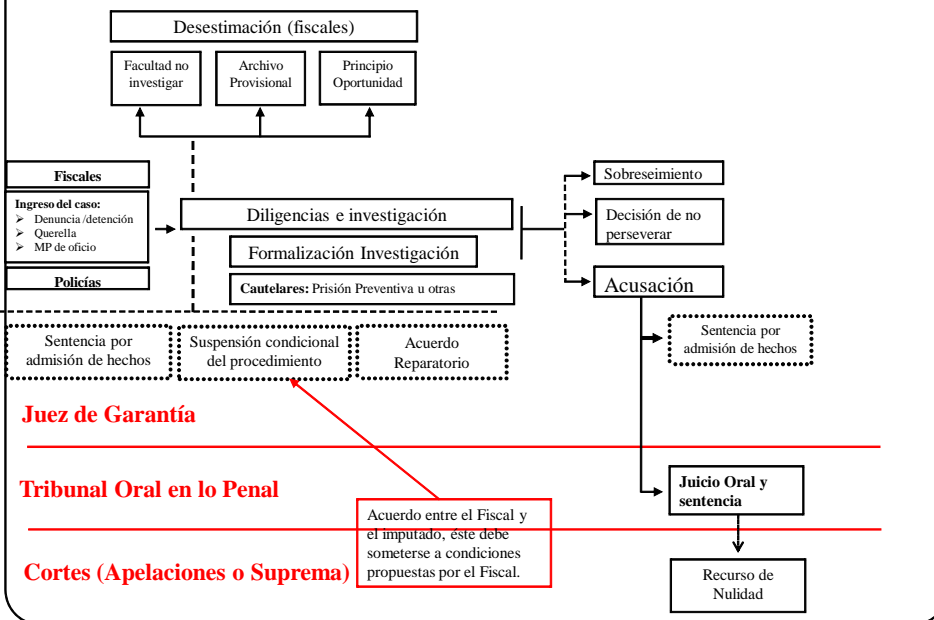 Desestimación (fiscales)
Facultad no
investigar
Archivo
Provisional
Principio
Oportunidad
Fiscales
Ingreso del caso:
➢ Denuncia /detención
➢ Querella
➢ MP de oficio
Policías
Diligencias e investigación
Formalización Investigación
Cautelares: Prisión Preventiva u otras
Sobreseimiento
Decisión de no
perseverar
Acusación
Sentencia por
admisión de hechos
Suspensión condicional
del procedimiento
Acuerdo
Reparatorio
Sentencia por
admisión de hechos
Juez de Garantía
Tribunal Oral en lo Penal
Juicio Oral y
sentencia
Acuerdo entre el Fiscal y
el imputado, éste debe
someterse a condiciones
propuestas por el Fiscal.
Cortes (Apelaciones o Suprema)
Recurso de
Nulidad